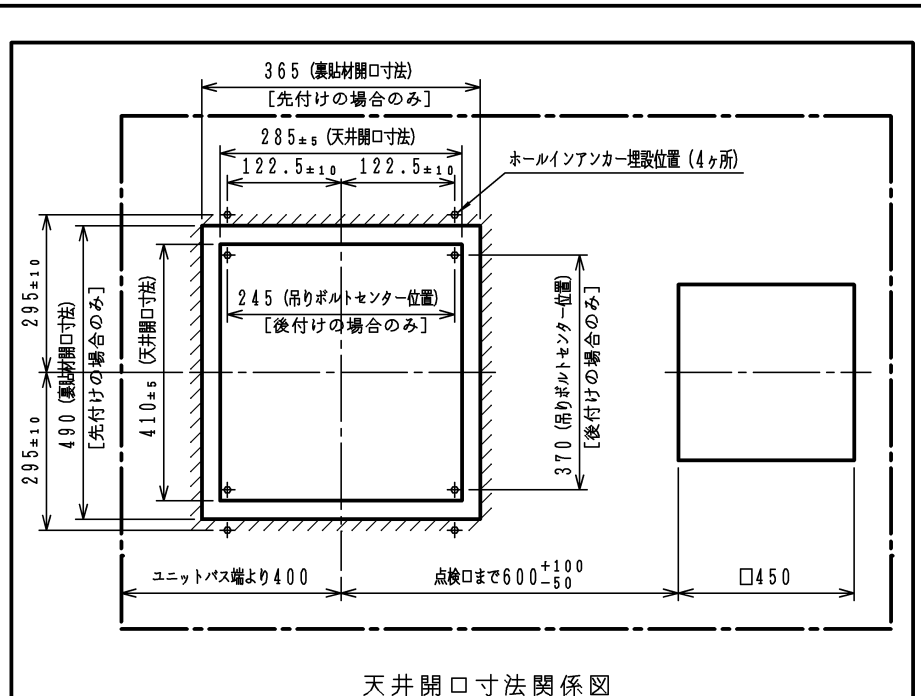 365 (裏貼材開口寸法)
[先付けの場合のみ]
285±5 (天井開口寸法)
122.5±10
122.5±10
ホールインアンカー埋設位置 (4ヶ所)
295±10
295±10
490 (裏貼材開口寸法)
[先付けの場合のみ]
410±5 (天井開口寸法)
245 (吊りボルトセンター位置)
[後付けの場合のみ]
370 (吊りボルトセンター位置)
[後付けの場合のみ]
ユニットバス端より400
点検口まで600 +100 -50
□450
天井開口寸法関係図